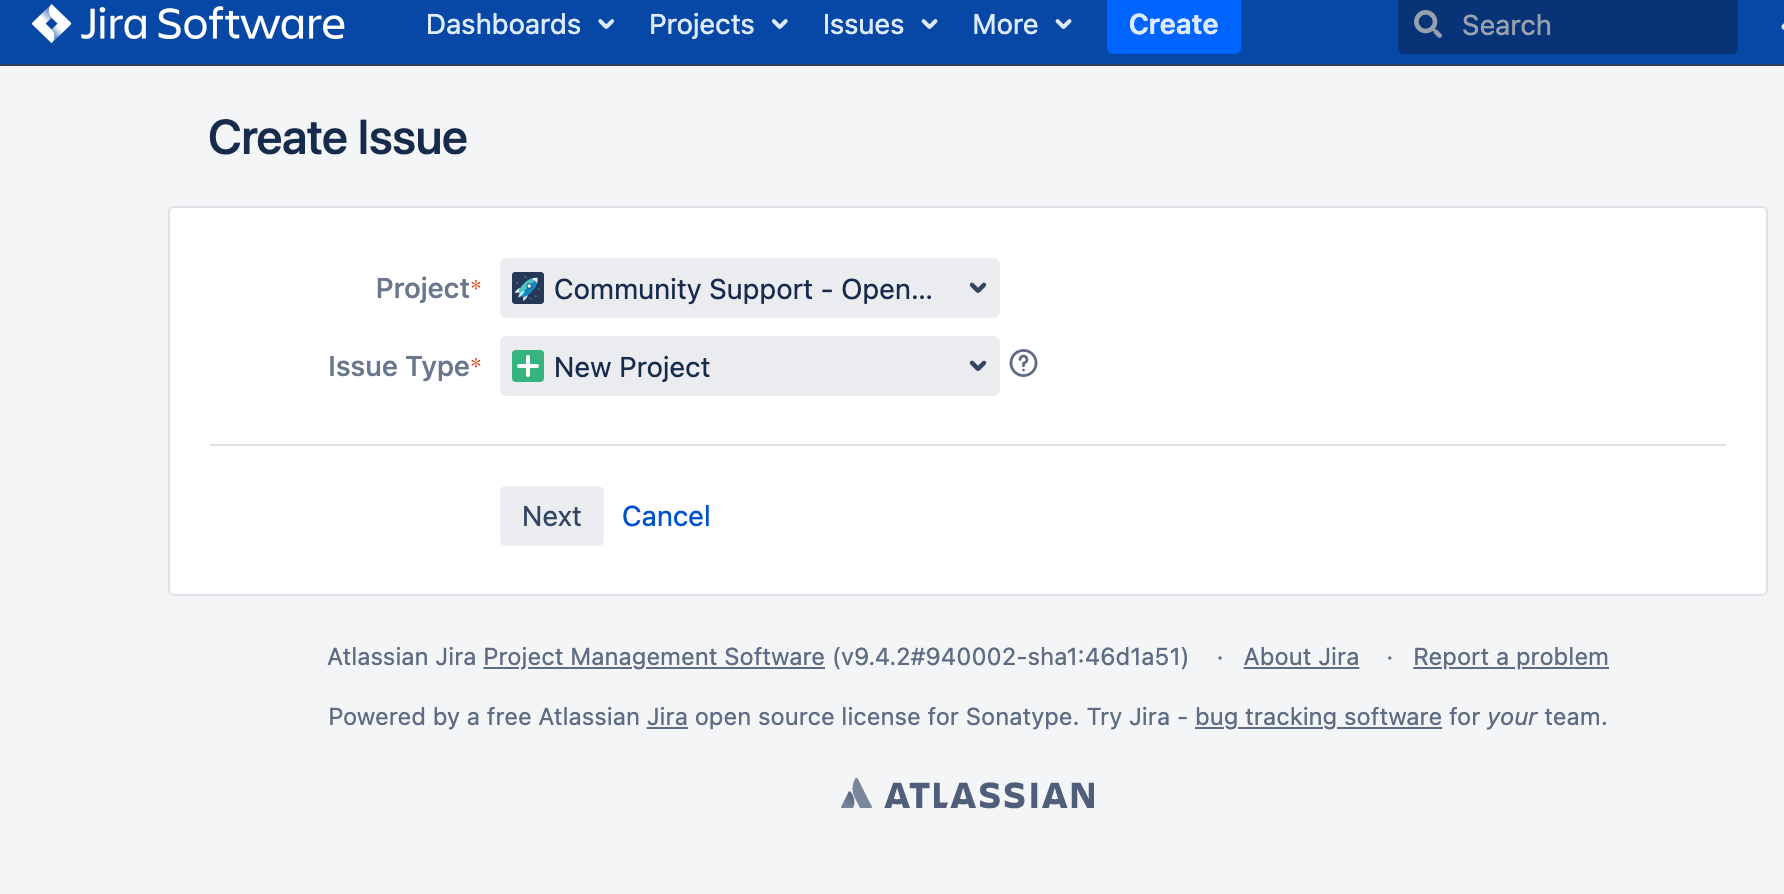 Jira Software Dashboards Projects Issues More Create Search
Create Issue
Project* Community Support - Open...
Issue Type* New Project
Next Cancel
Atlassian Jira Project Management Software (v9.4.2#940002-sha1:46d1a51) · About Jira · Report a problem
Powered by a free Atlassian Jira open source license for Sonatype. Try Jira - bug tracking software for your team.
ATLASSIAN